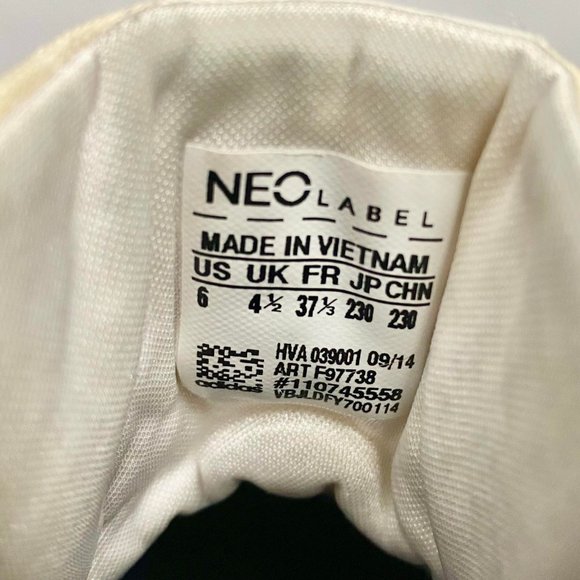 NEO LABEL
MADE IN VIETNAM
US UK FR JP CHN
6 4½ 37⅓ 230 230
HVA 039001 09/14
ART F97738
#110745558
adidas VBJLDFY700114